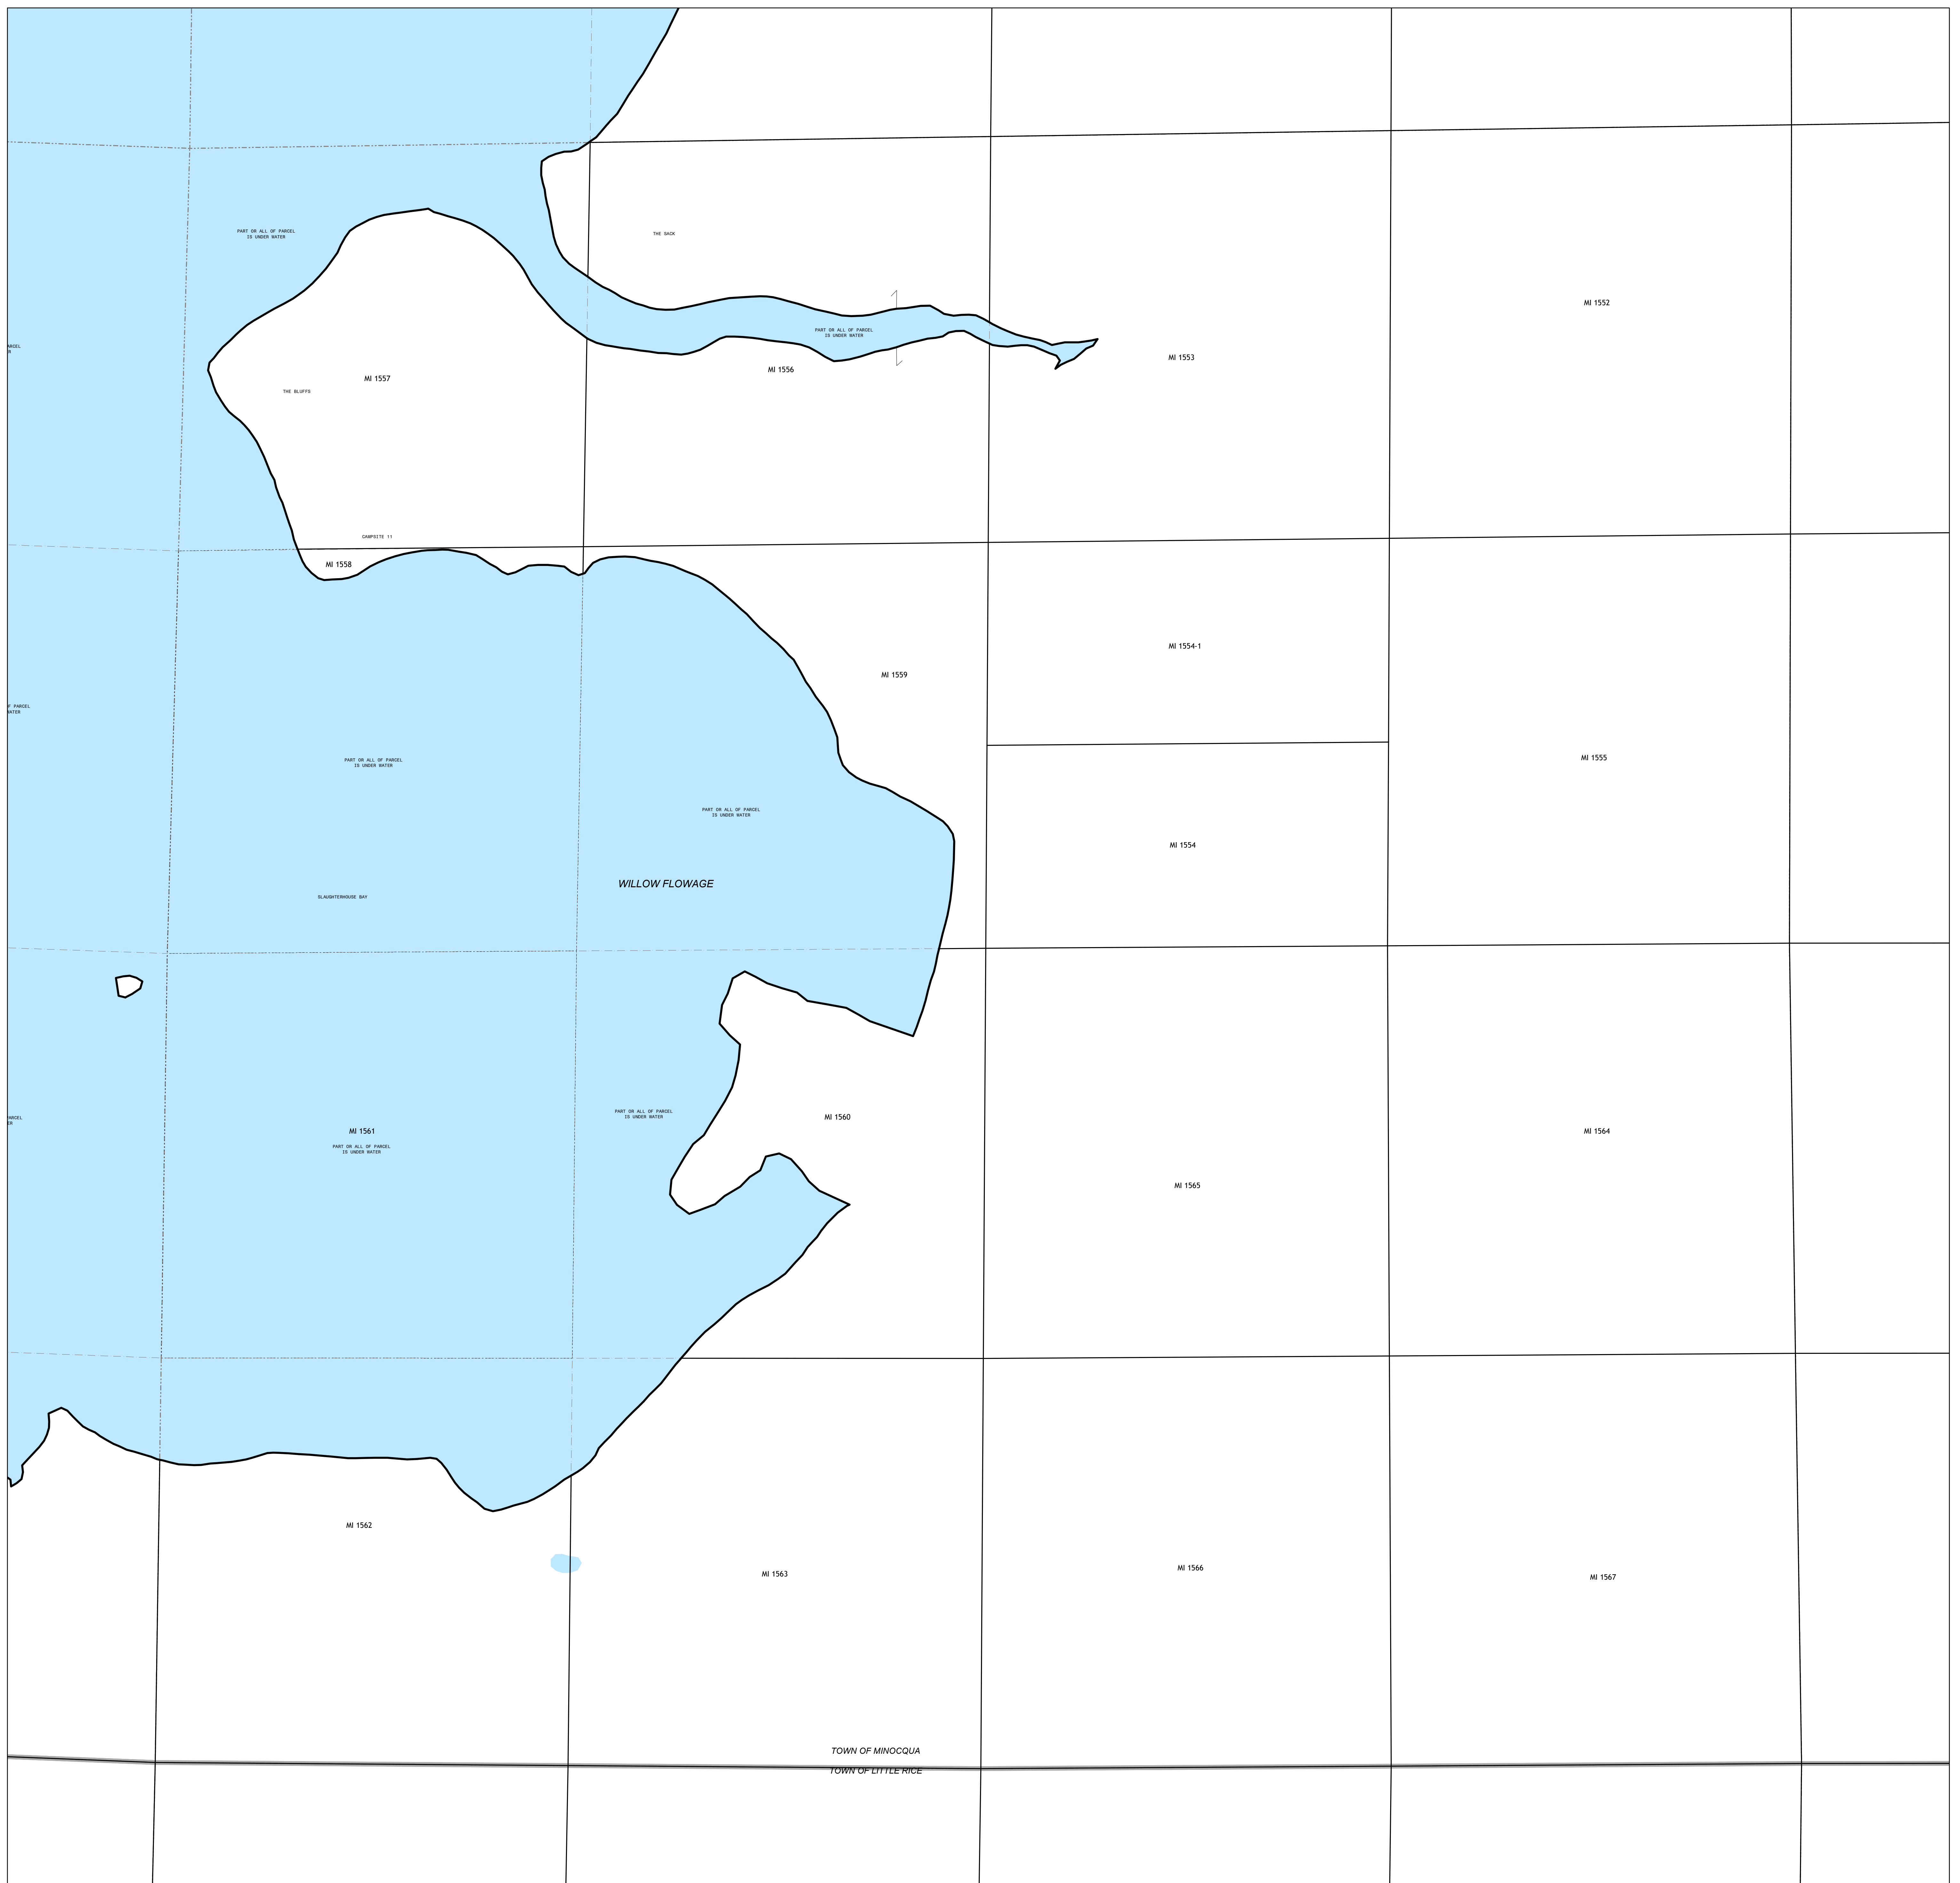 PART OR ALL OF PARCEL
IS UNDER WATER
THE SACK
MI 1552
PART OR ALL OF PARCEL
IS UNDER WATER
ARCEL
R
MI 1553
MI 1556
MI 1557
THE BLUFFS
CAMPSITE 11
MI 1558
MI 1554-1
MI 1559
F PARCEL
WATER
PART OR ALL OF PARCEL
IS UNDER WATER
MI 1555
PART OR ALL OF PARCEL
IS UNDER WATER
MI 1554
WILLOW FLOWAGE
SLAUGHTERHOUSE BAY
PART OR ALL OF PARCEL
IS UNDER WATER
ARCEL
ER
MI 1560
MI 1561
PART OR ALL OF PARCEL
IS UNDER WATER
MI 1564
MI 1565
MI 1562
MI 1563
MI 1566
MI 1567
TOWN OF MINOCQUA
TOWN OF LITTLE RICE